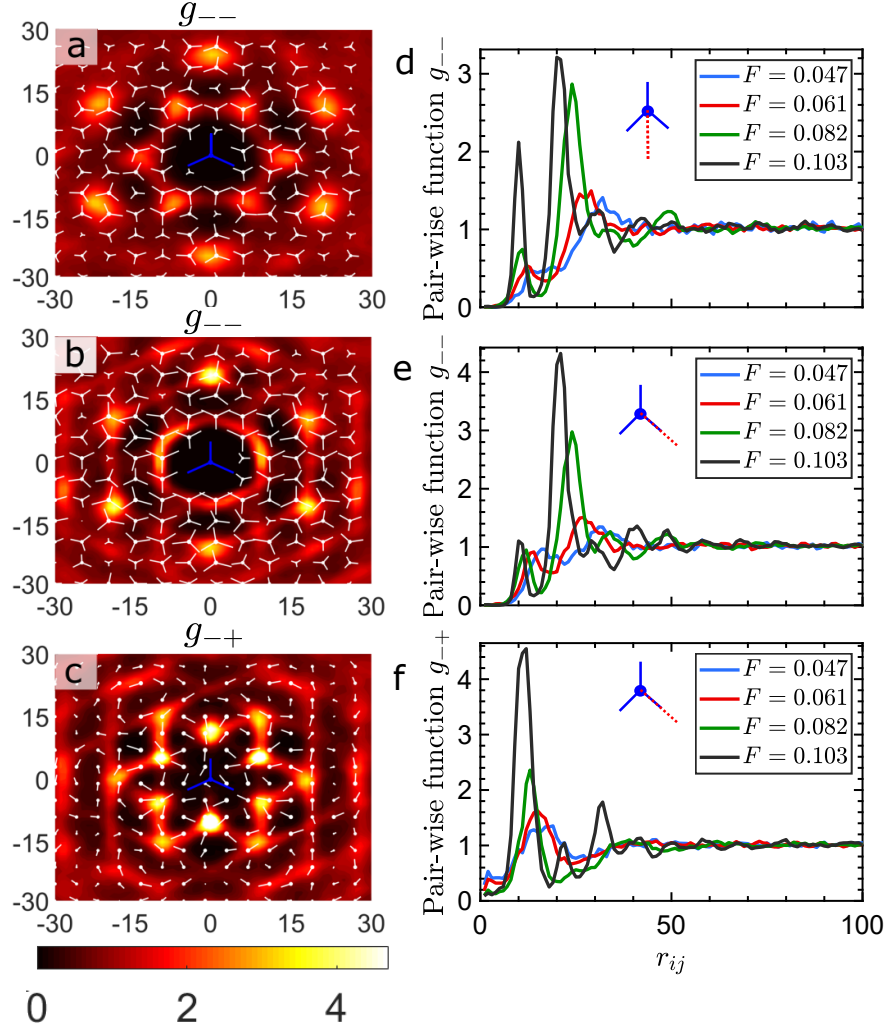 g−−
a
30
15
0
-15
-30
-30 -15 0 15 30
g−−
b
30
15
0
-15
-30
-30 -15 0 15 30
g−+
c
30
15
0
-15
-30
-30 -15 0 15 30
0 2 4
d
Pair-wise function g−−
3
2
1
0
F = 0.047
F = 0.061
F = 0.082
F = 0.103
e
Pair-wise function g−−
4
3
2
1
0
F = 0.047
F = 0.061
F = 0.082
F = 0.103
f
Pair-wise function g−+
4
3
2
1
0
F = 0.047
F = 0.061
F = 0.082
F = 0.103
0 50 100
rij